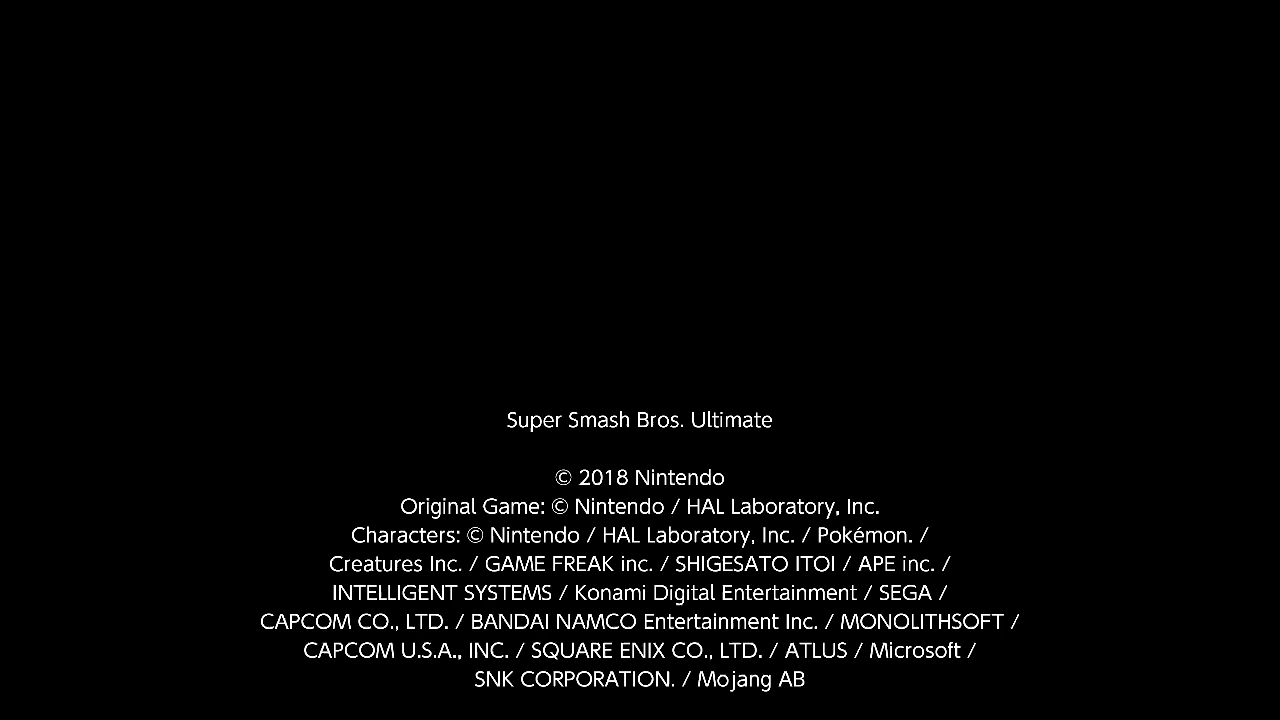 Super Smash Bros. Ultimate
© 2018 Nintendo
Original Game: © Nintendo / HAL Laboratory, Inc.
Characters: © Nintendo / HAL Laboratory, Inc. / Pokémon. /
Creatures Inc. / GAME FREAK inc. / SHIGESATO ITOI / APE inc. /
INTELLIGENT SYSTEMS / Konami Digital Entertainment / SEGA /
CAPCOM CO., LTD. / BANDAI NAMCO Entertainment Inc. / MONOLITHSOFT /
CAPCOM U.S.A., INC. / SQUARE ENIX CO., LTD. / ATLUS / Microsoft /
SNK CORPORATION. / Mojang AB